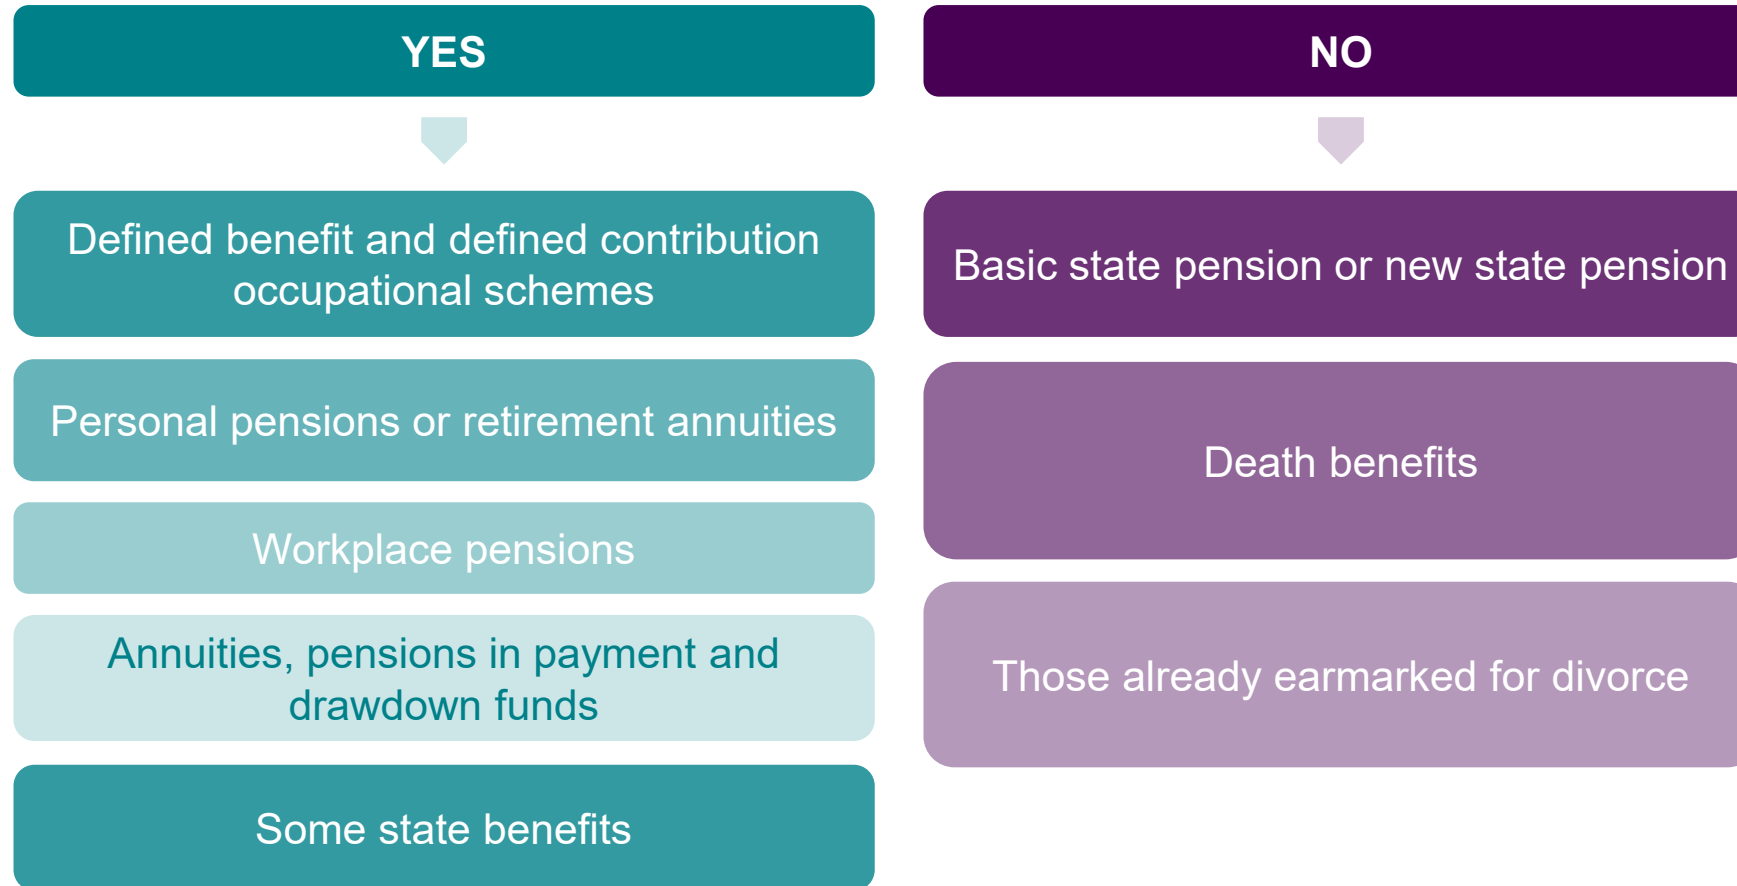 YES
Defined benefit and defined contribution
occupational schemes
Personal pensions or retirement annuities
Workplace pensions
Annuities, pensions in payment and
drawdown funds
Some state benefits
NO
Basic state pension or new state pension
Death benefits
Those already earmarked for divorce